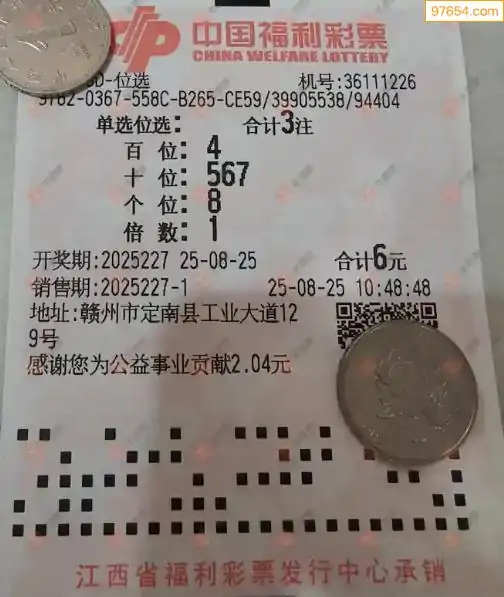 97654.com
中国福利彩票
CHINA WELFARE LOTTERY
3D-位选 机号:36111226
9762-0367-558C-B265-CE59/39905538/94404
单选位选: 合计3注
百 位: 4
十 位: 567
个 位: 8
倍 数: 1
开奖期:2025227 25-08-25 合计6元
销售期:2025227-1 25-08-25 10:48:48
地址:赣州市定南县工业大道12
9号
感谢您为公益事业贡献2.04元
江西省福利彩票发行中心承销